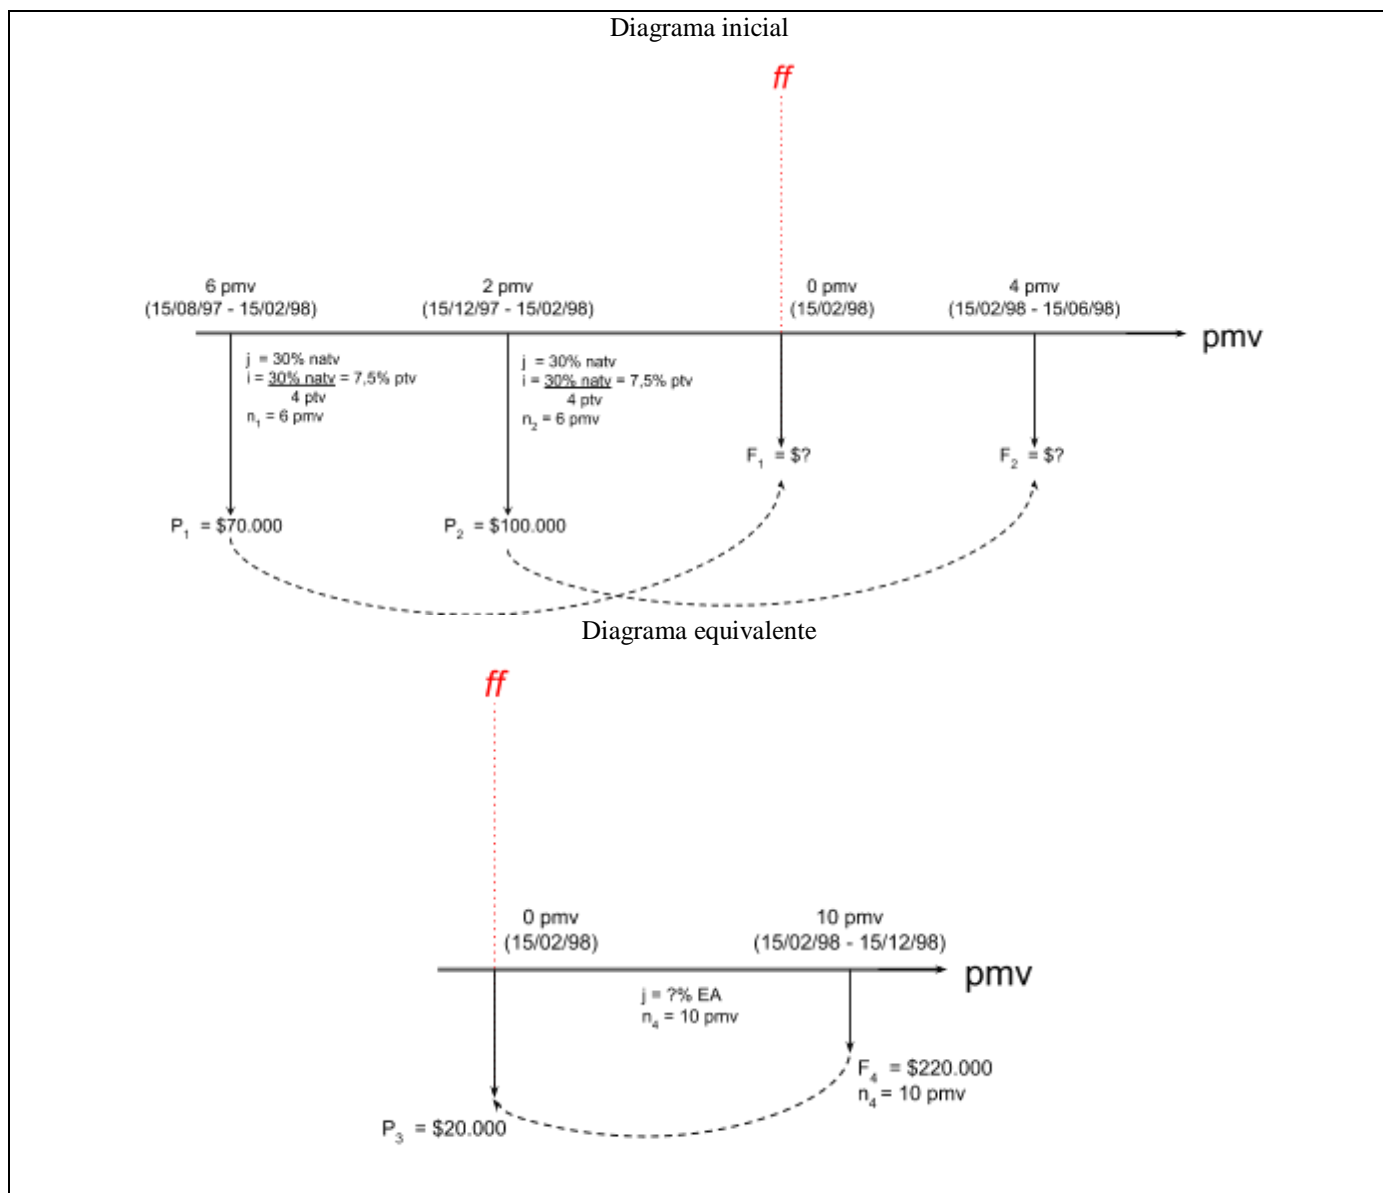 Diagrama inicial
ff
6 pmv
(15/08/97 - 15/02/98)
2 pmv
(15/12/97 - 15/02/98)
0 pmv
(15/02/98)
4 pmv
(15/02/98 - 15/06/98)
pmv
j = 30% natv
i = 30% natv = 7,5% ptv
4 ptv
n1 = 6 pmv
j = 30% natv
i = 30% natv = 7,5% ptv
4 ptv
n2 = 6 pmv
F1 = $?
F2 = $?
P1 = $70.000
P2 = $100.000
Diagrama equivalente
ff
0 pmv
(15/02/98)
10 pmv
(15/02/98 - 15/12/98)
pmv
j = ?% EA
n4 = 10 pmv
F4 = $220.000
n4 = 10 pmv
P3 = $20.000